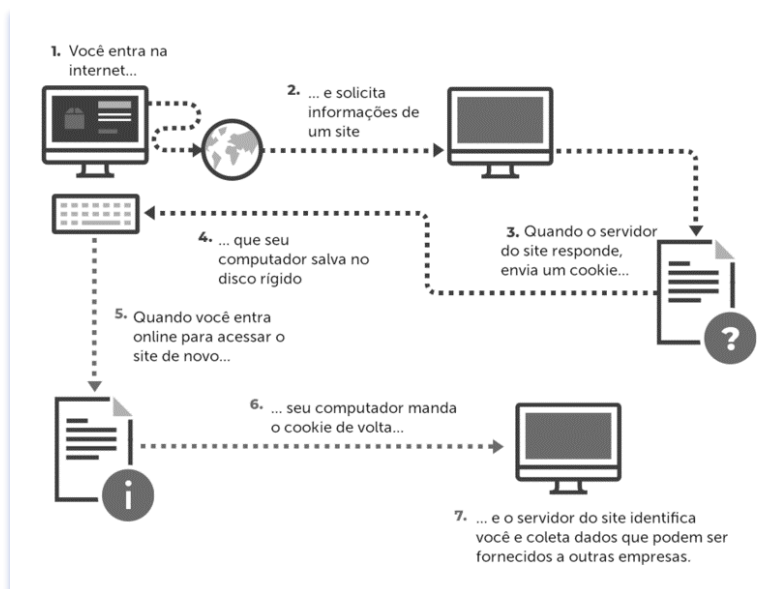 1. Você entra na
internet...
2. ... e solicita
informações de
um site
3. Quando o servidor
do site responde,
envia um cookie...
4. ... que seu
computador salva no
disco rígido
5. Quando você entra
online para acessar o
site de novo...
6. ... seu computador manda
o cookie de volta...
7. ... e o servidor do site identifica
você e coleta dados que podem ser
fornecidos a outras empresas.
?
i